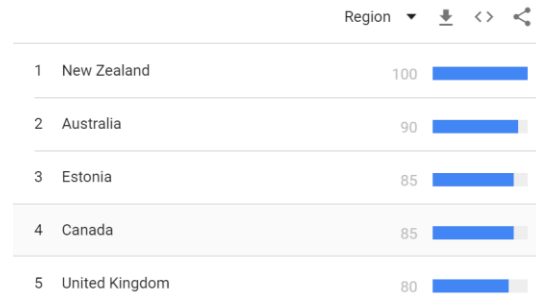 Region
1 New Zealand 100
2 Australia 90
3 Estonia 85
4 Canada 85
5 United Kingdom 80